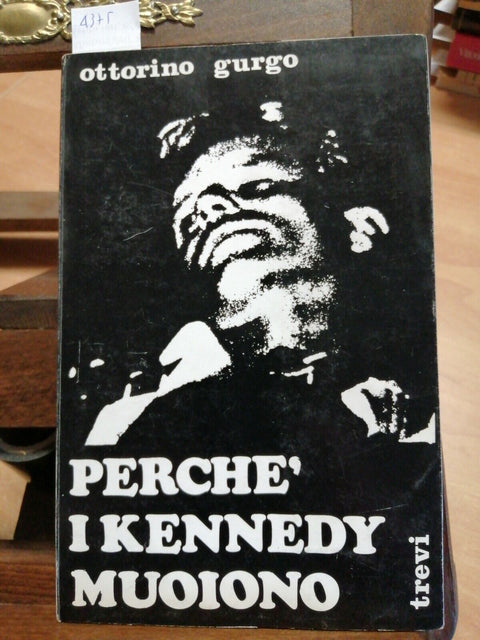 4375
ottorino gurgo
PERCHE'
I KENNEDY
MUOIONO
trevi